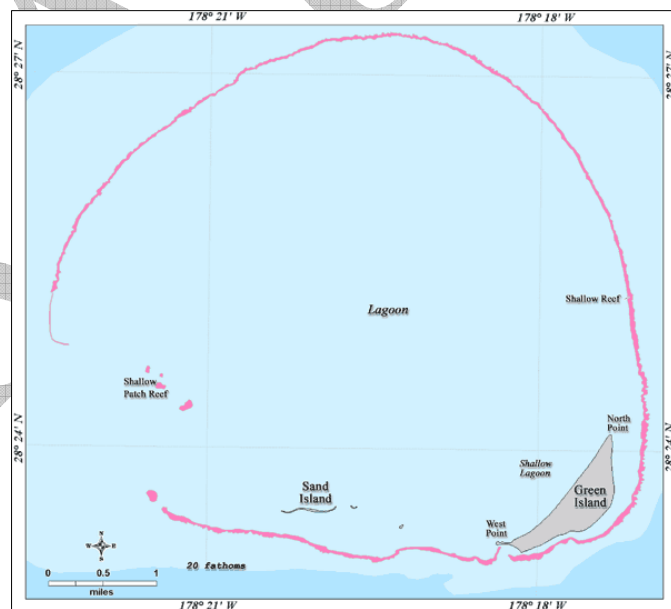 178° 21' W
178° 18' W
28° 27' N
28° 27' N
Lagoon
Shallow Reef
Shallow
Patch Reef
North
Point
28° 24' N
28° 24' N
Shallow
Lagoon
Sand
Island
Green
Island
West
Point
N
W
E
S
20 fathoms
0
0.5
1
miles
178° 21' W
178° 18' W